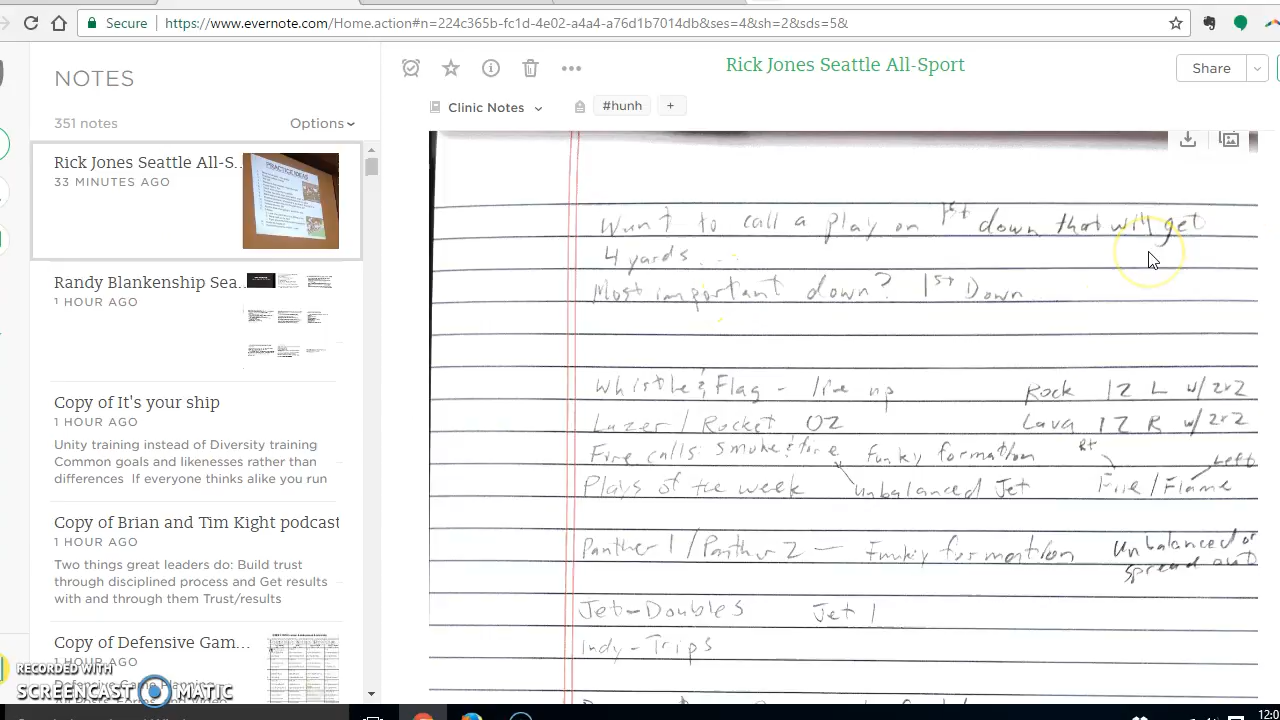 Secure https://www.evernote.com/Home.action#n=224c365b-fc1d-4e02-a4a4-a76d1b7014db&ses=4&sh=2&sds=5&
NOTES
351 notes
Options
Rick Jones Seattle All-S..
33 MINUTES AGO
PRACTICE IDEAS
Randy Blankenship Sea..
1 HOUR AGO
Copy of It's your ship
1 HOUR AGO
Unity training instead of Diversity training
Common goals and likenesses rather than
differences If everyone thinks alike you run
Copy of Brian and Tim Kight podcast
1 HOUR AGO
Two things great leaders do: Build trust
through disciplined process and Get results
with and through them Trust/results
Copy of Defensive Gam...
1 HOUR AGO
RECORDED WITH
SCREENCAST MATIC
Rick Jones Seattle All-Sport
Share
Clinic Notes
#hunh
+
Want to call a play on 1st down that will get
4 yards...
Most important down? 1st Down
Whistle & Flag - line up Rock 12 L w/2x2
Lazer / Rocket OZ Lava 12 R w/2x2
Fire calls: Smoke & fire Funky formation Rt Left
Plays of the week Unbalanced Jet Fire / Flame
Panther 1 / Panther 2 — Funky formation Unbalanced or
spread out
Jet-Doubles Jet 1
Indy-Trips
12:0